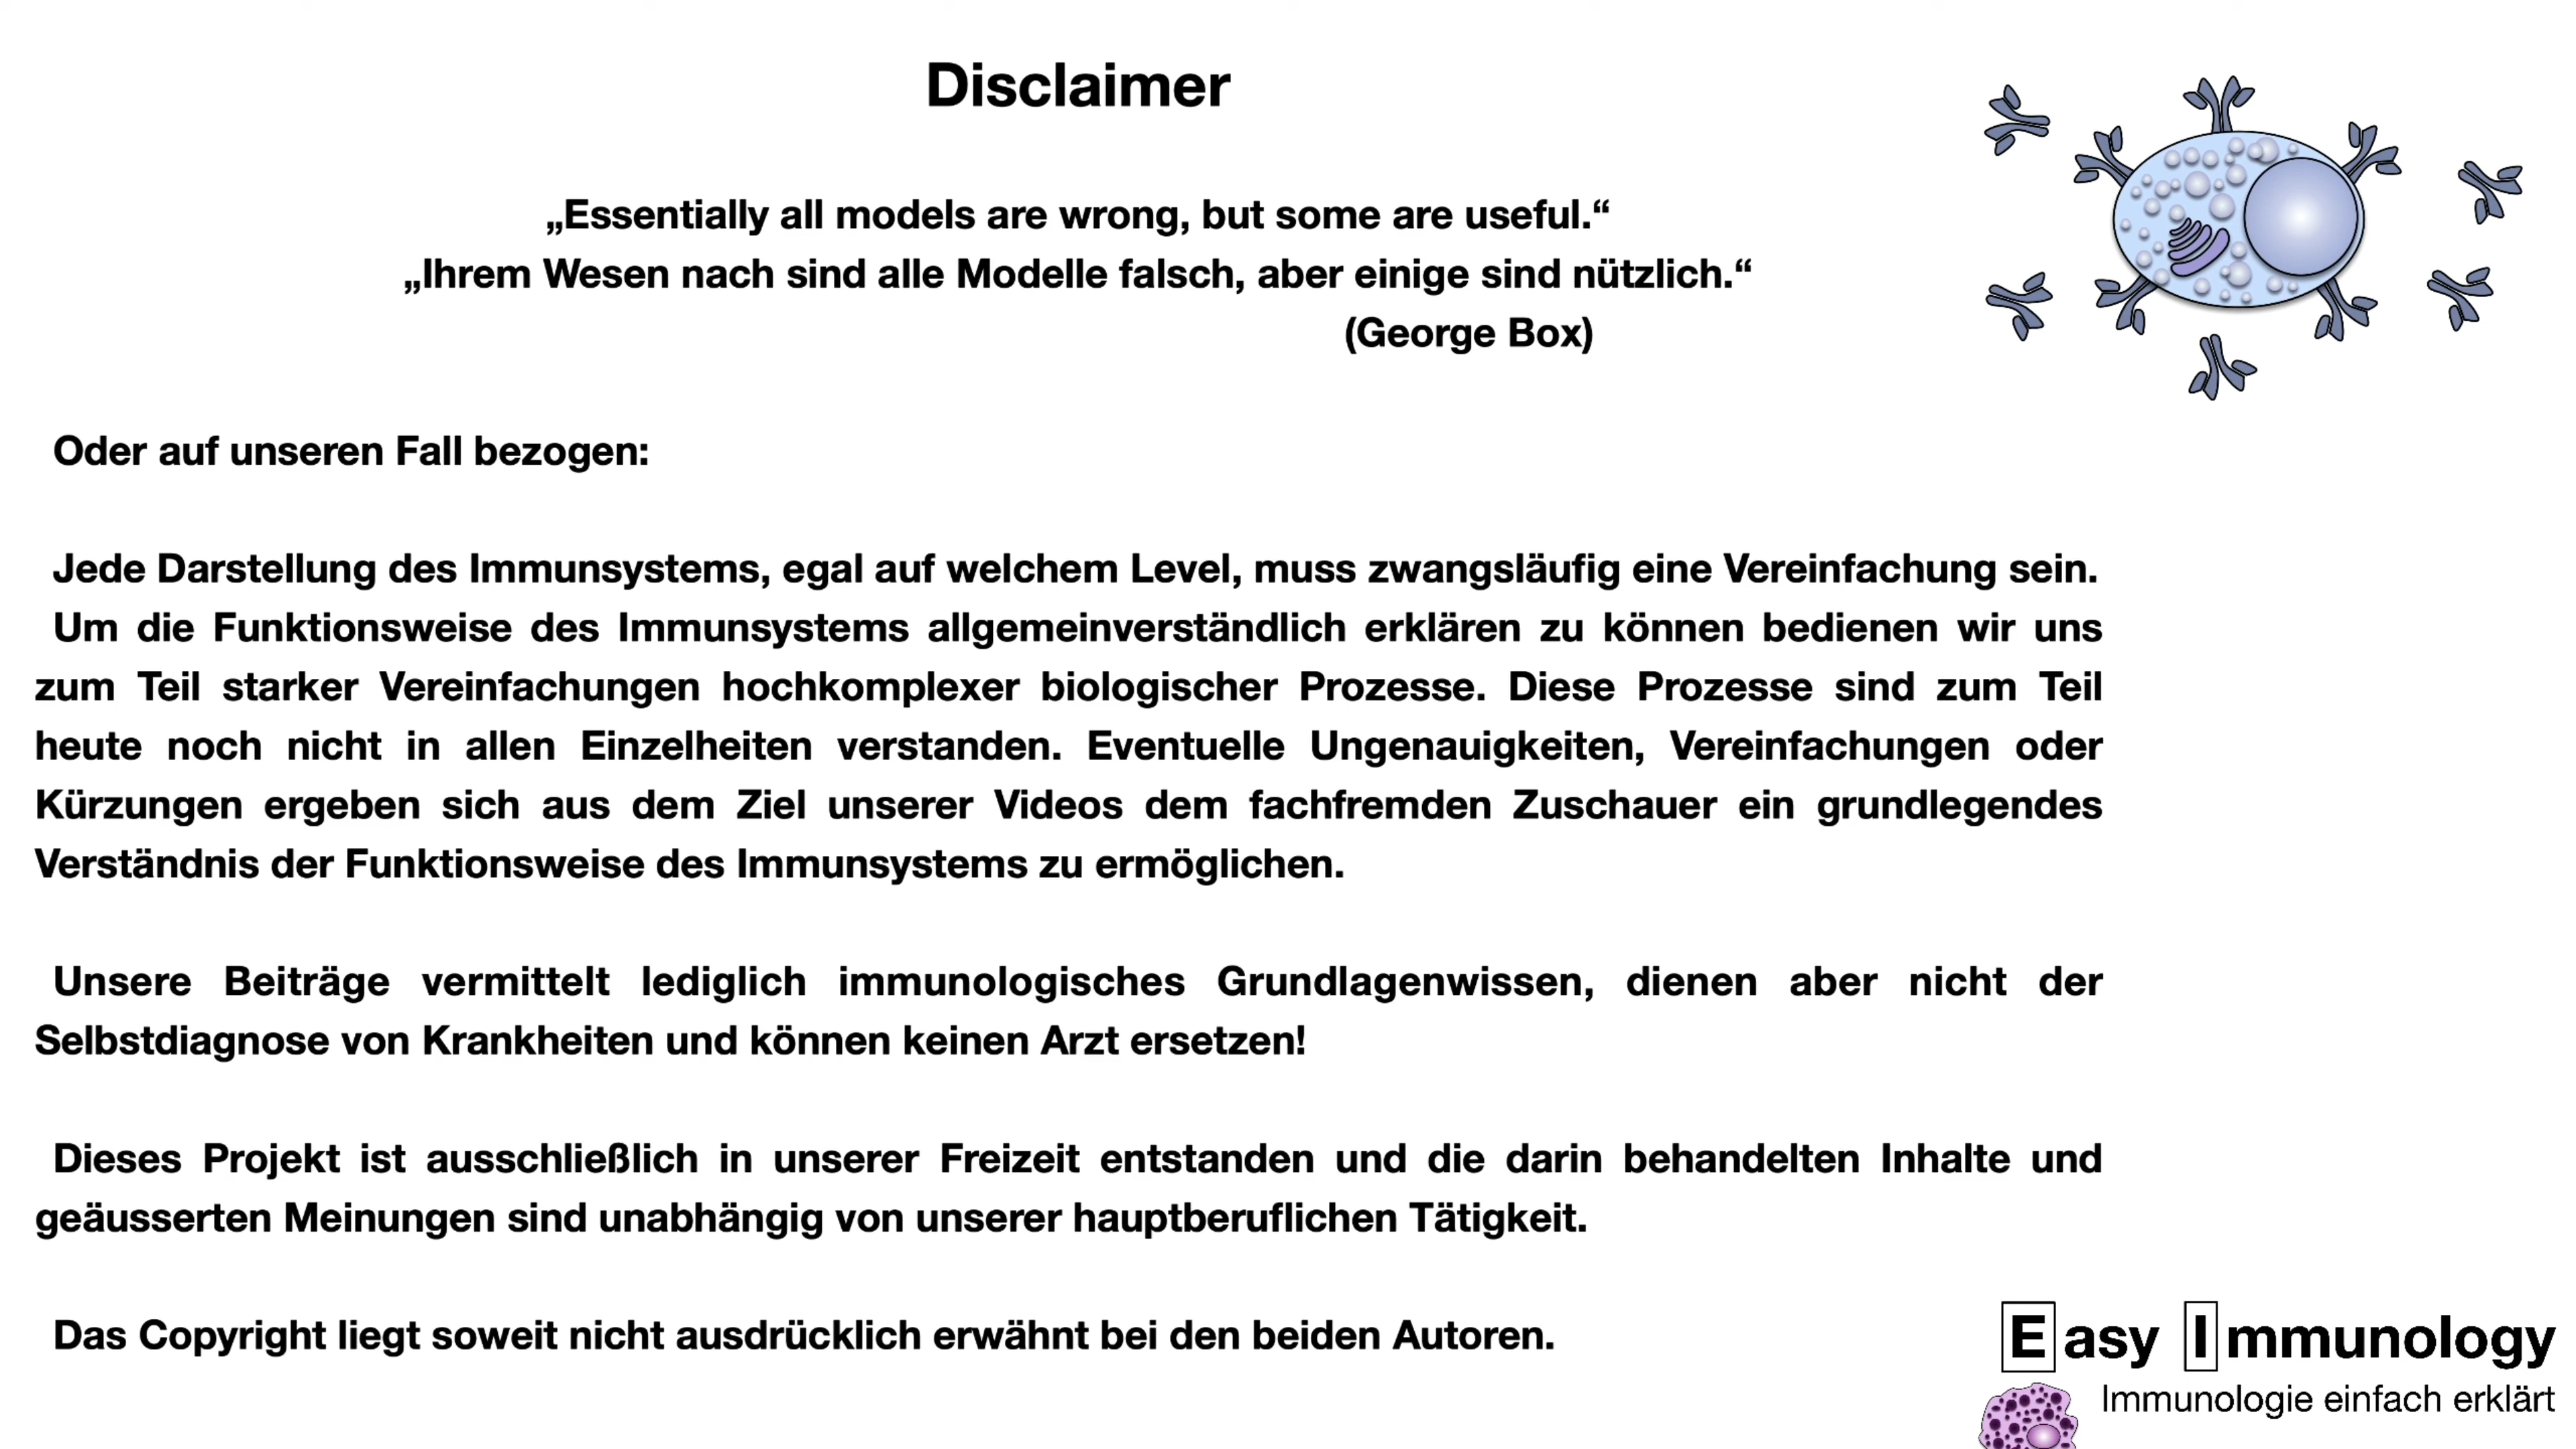 Disclaimer
„Essentially all models are wrong, but some are useful.“
„Ihrem Wesen nach sind alle Modelle falsch, aber einige sind nützlich.“
(George Box)
Oder auf unseren Fall bezogen:
Jede Darstellung des Immunsystems, egal auf welchem Level, muss zwangsläufig eine Vereinfachung sein.
Um die Funktionsweise des Immunsystems allgemeinverständlich erklären zu können bedienen wir uns
zum Teil starker Vereinfachungen hochkomplexer biologischer Prozesse. Diese Prozesse sind zum Teil
heute noch nicht in allen Einzelheiten verstanden. Eventuelle Ungenauigkeiten, Vereinfachungen oder
Kürzungen ergeben sich aus dem Ziel unserer Videos dem fachfremden Zuschauer ein grundlegendes
Verständnis der Funktionsweise des Immunsystems zu ermöglichen.
Unsere Beiträge vermittelt lediglich immunologisches Grundlagenwissen, dienen aber nicht der
Selbstdiagnose von Krankheiten und können keinen Arzt ersetzen!
Dieses Projekt ist ausschließlich in unserer Freizeit entstanden und die darin behandelten Inhalte und
geäusserten Meinungen sind unabhängig von unserer hauptberuflichen Tätigkeit.
Das Copyright liegt soweit nicht ausdrücklich erwähnt bei den beiden Autoren.
Easy Immunology
Immunologie einfach erklärt